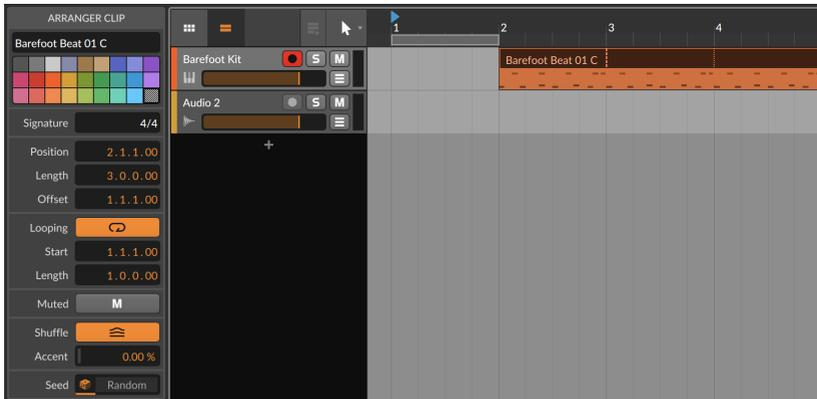 ARRANGER CLIP
Barefoot Beat 01 C
Signature 4/4
Position 2.1.1.00
Length 3.0.0.00
Offset 1.1.1.00
Looping
Start 1.1.1.00
Length 1.0.0.00
Muted M
Shuffle
Accent 0.00 %
Seed Random
1 2 3 4
Barefoot Kit S M
Barefoot Beat 01 C
Audio 2 S M
+